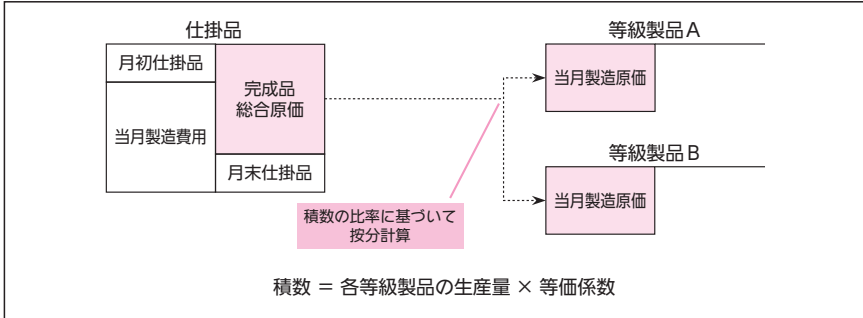 仕掛品
月初仕掛品
当月製造費用
完成品
総合原価
月末仕掛品
等級製品A
当月製造原価
等級製品B
当月製造原価
積数の比率に基づいて
按分計算
積数 = 各等級製品の生産量 × 等価係数